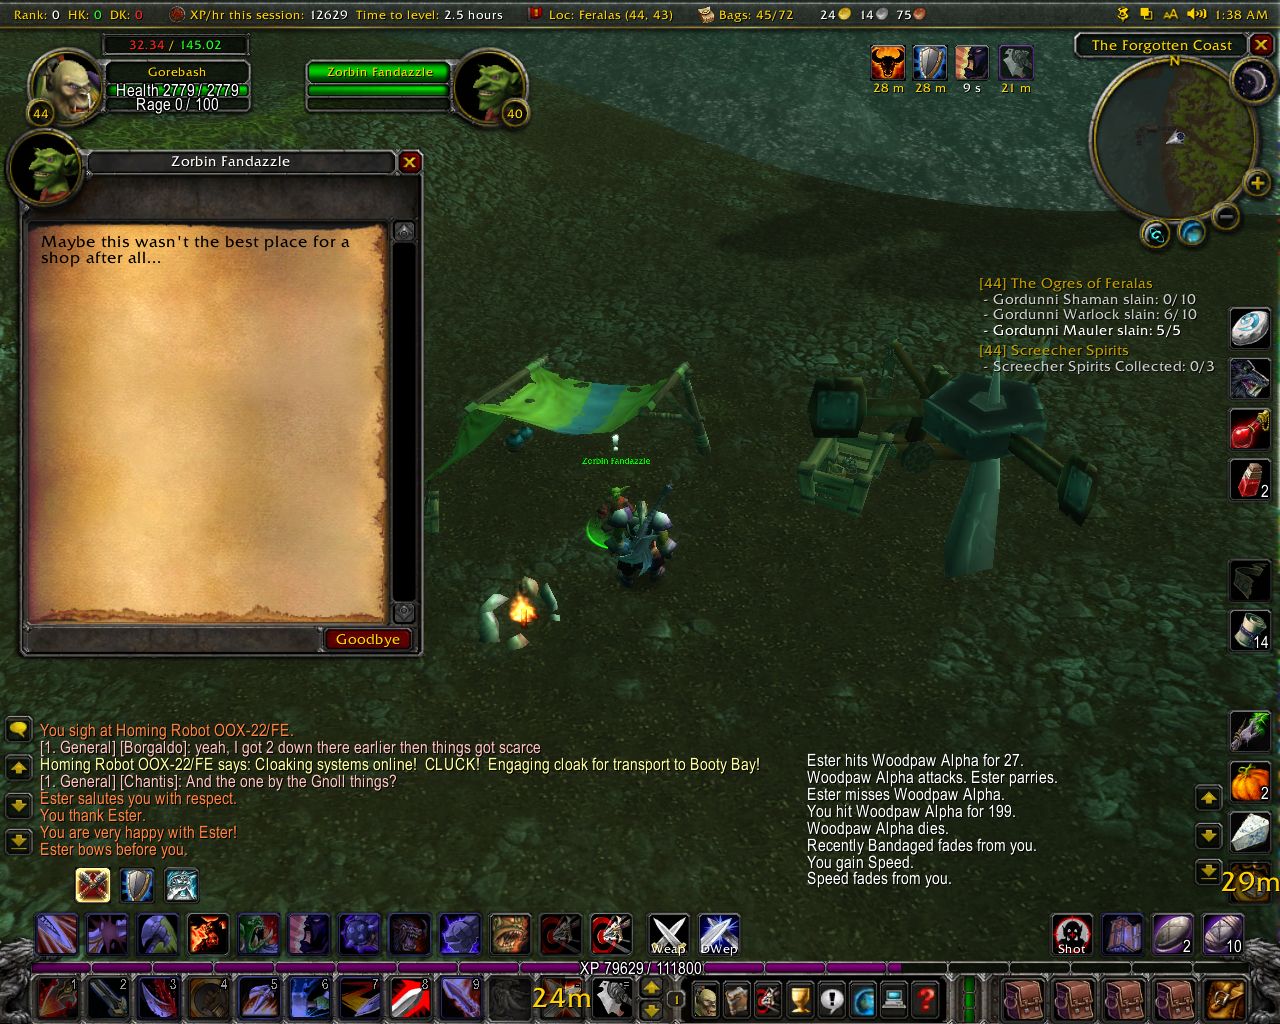 Rank: 0 HK: 0 DK: 0 XP/hr this session: 12629 Time to level: 2.5 hours Loc: Feralas (44, 43) Bags: 45/72 24 14 75 1:38 AM
32.34 / 145.02
Gorebash
Health 2779 / 2779
Rage 0 / 100
44
Zorbin Fandazzle
40
28 m 28 m 9 s 21 m
The Forgotten Coast
N
Zorbin Fandazzle
Maybe this wasn't the best place for a
shop after all...
Goodbye
[44] The Ogres of Feralas
- Gordunni Shaman slain: 0/10
- Gordunni Warlock slain: 6/10
- Gordunni Mauler slain: 5/5
[44] Screecher Spirits
- Screecher Spirits Collected: 0/3
Zorbin Fandazzle
2
14
2
29m
You sigh at Homing Robot OOX-22/FE.
[1. General] [Borgaldo]: yeah, I got 2 down there earlier then things got scarce
Homing Robot OOX-22/FE says: Cloaking systems online!  CLUCK!  Engaging cloak for transport to Booty Bay!
[1. General] [Chantis]: And the one by the Gnoll things?
Ester salutes you with respect.
You thank Ester.
You are very happy with Ester!
Ester bows before you.
Ester hits Woodpaw Alpha for 27.
Woodpaw Alpha attacks. Ester parries.
Ester misses Woodpaw Alpha.
You hit Woodpaw Alpha for 199.
Woodpaw Alpha dies.
Recently Bandaged fades from you.
You gain Speed.
Speed fades from you.
Weap DWep Shot 2 10
XP 79629 / 111800
1 2 3 4 5 6 7 8 9 24m = 1